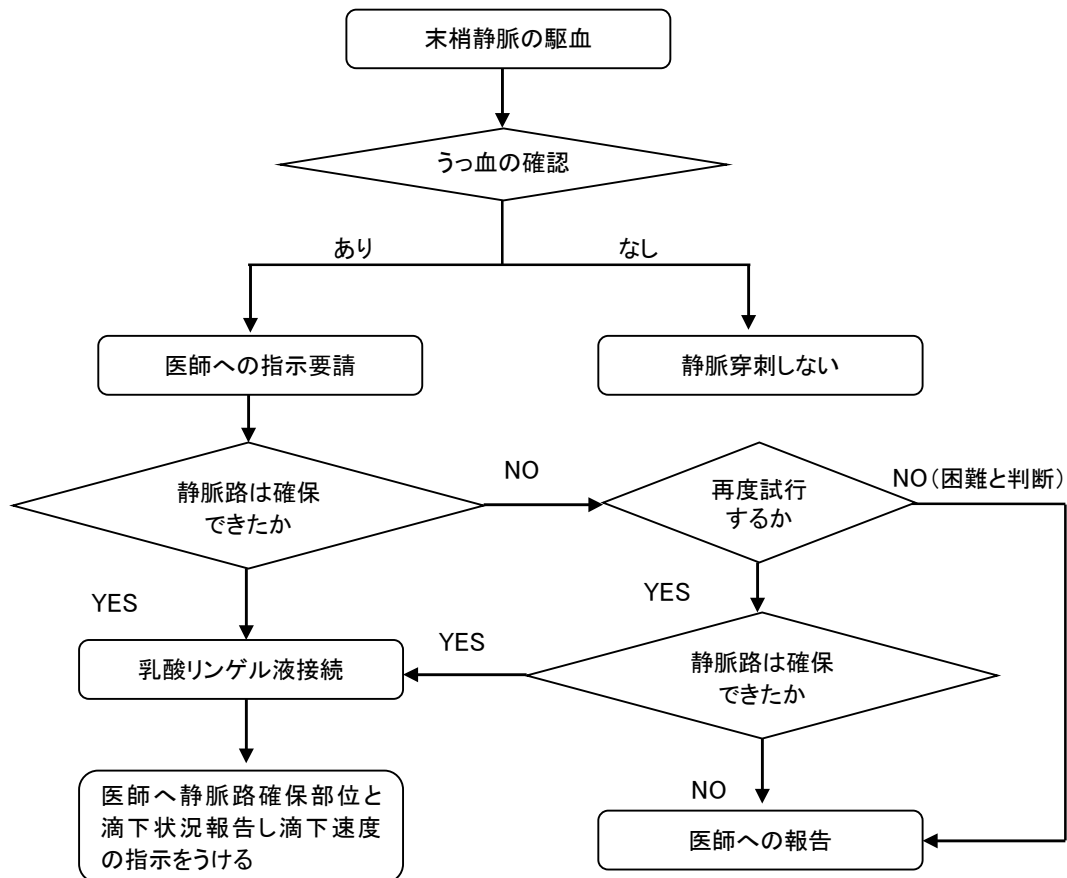 末梢静脈の駆血
うっ血の確認
あり
なし
医師への指示要請
静脈穿刺しない
静脈路は確保
できたか
NO
再度試行
するか
NO（困難と判断）
YES
YES
乳酸リンゲル液接続
YES
静脈路は確保
できたか
医師へ静脈路確保部位と
滴下状況報告し滴下速度
の指示をうける
NO
医師への報告